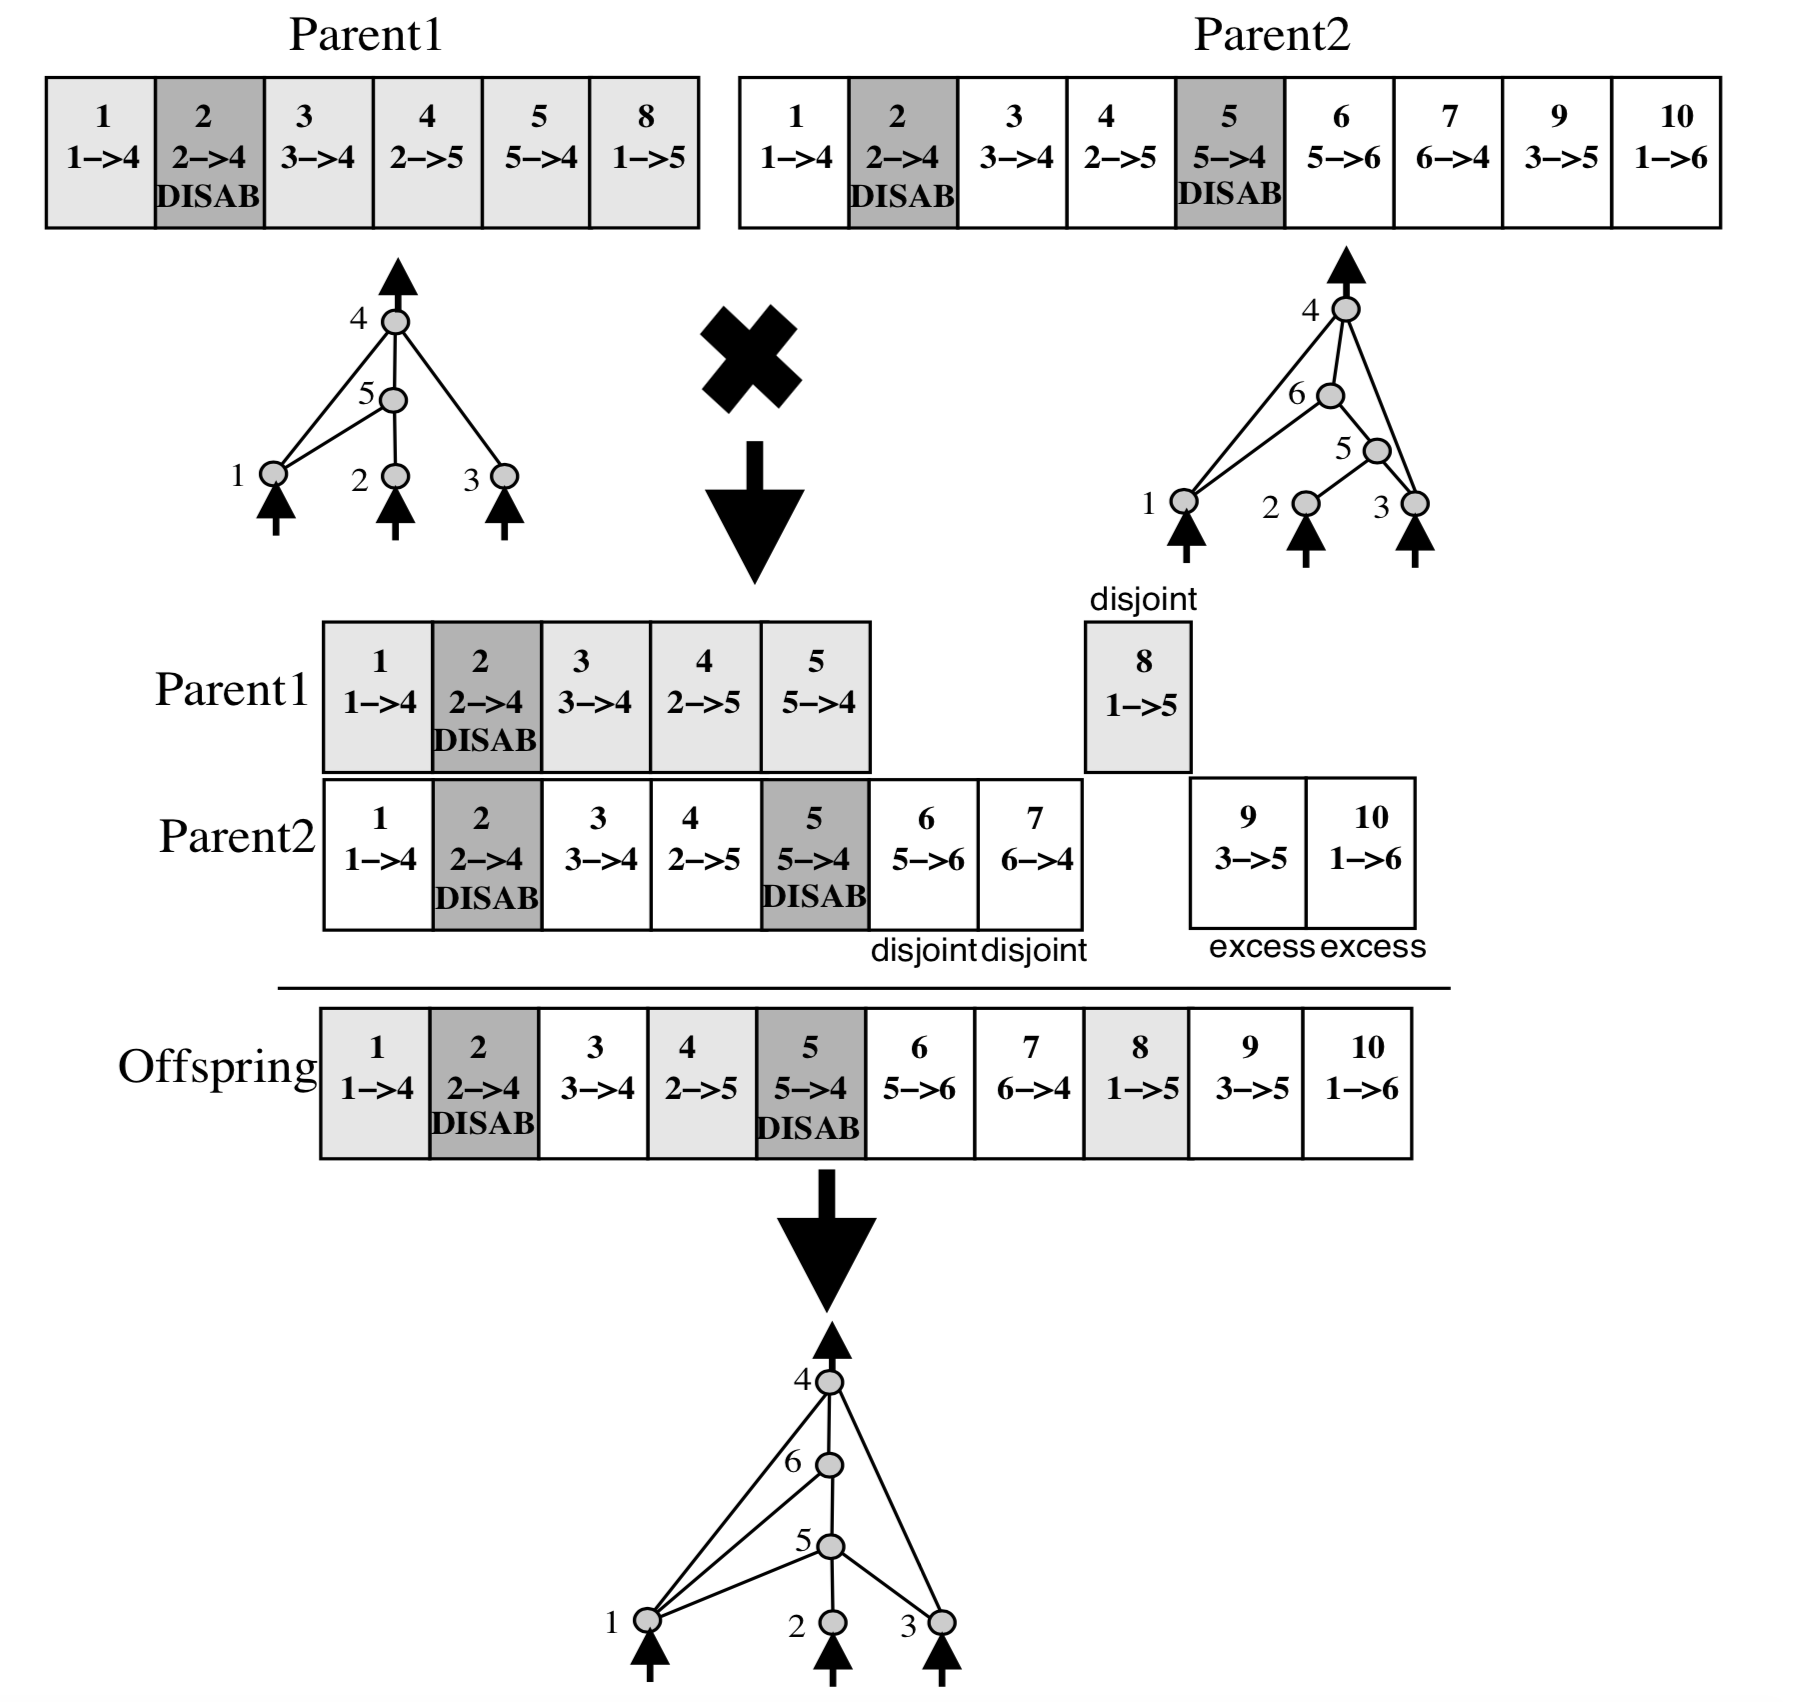 Parent1
Parent2
1 2 3 4 5 8
1–>4 2–>4 3–>4 2–>5 5–>4 1–>5
DISAB
1 2 3 4 5 6 7 9 10
1–>4 2–>4 3–>4 2–>5 5–>4 5–>6 6–>4 3–>5 1–>6
DISAB DISAB
4
5
1 2 3
4
6
5
1 2 3
disjoint
Parent1
1 2 3 4 5 8
1–>4 2–>4 3–>4 2–>5 5–>4 1–>5
DISAB
Parent2
1 2 3 4 5 6 7 9 10
1–>4 2–>4 3–>4 2–>5 5–>4 5–>6 6–>4 3–>5 1–>6
DISAB DISAB
disjoint disjoint excess excess
Offspring
1 2 3 4 5 6 7 8 9 10
1–>4 2–>4 3–>4 2–>5 5–>4 5–>6 6–>4 1–>5 3–>5 1–>6
DISAB DISAB
4
6
5
1 2 3